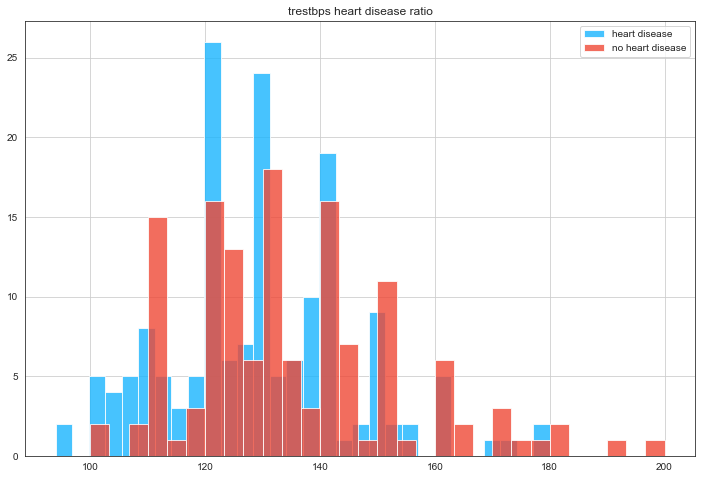 trestbps heart disease ratio
heart disease
no heart disease
25
20
15
10
5
0
100 120 140 160 180 200